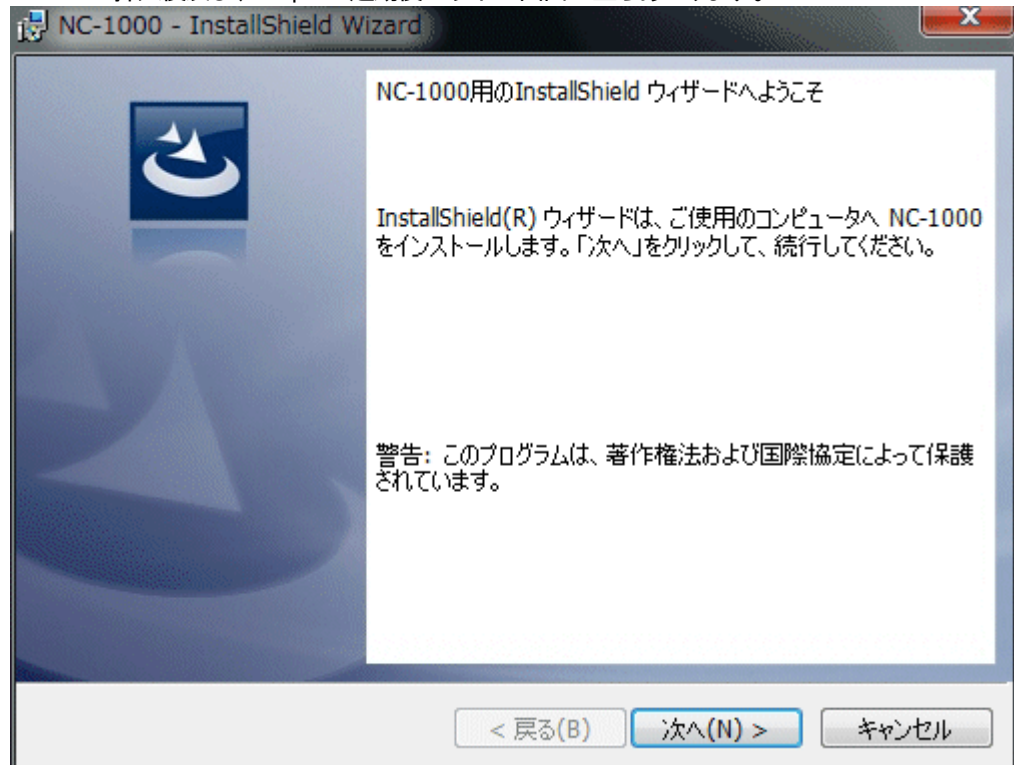 NC-1000 - InstallShield Wizard
NC-1000用のInstallShield ウィザードへようこそ
InstallShield(R) ウィザードは、ご使用のコンピュータへ NC-1000
をインストールします。「次へ」をクリックして、続行してください。
警告: このプログラムは、著作権法および国際協定によって保護
されています。
< 戻る(B)
次へ(N) >
キャンセル